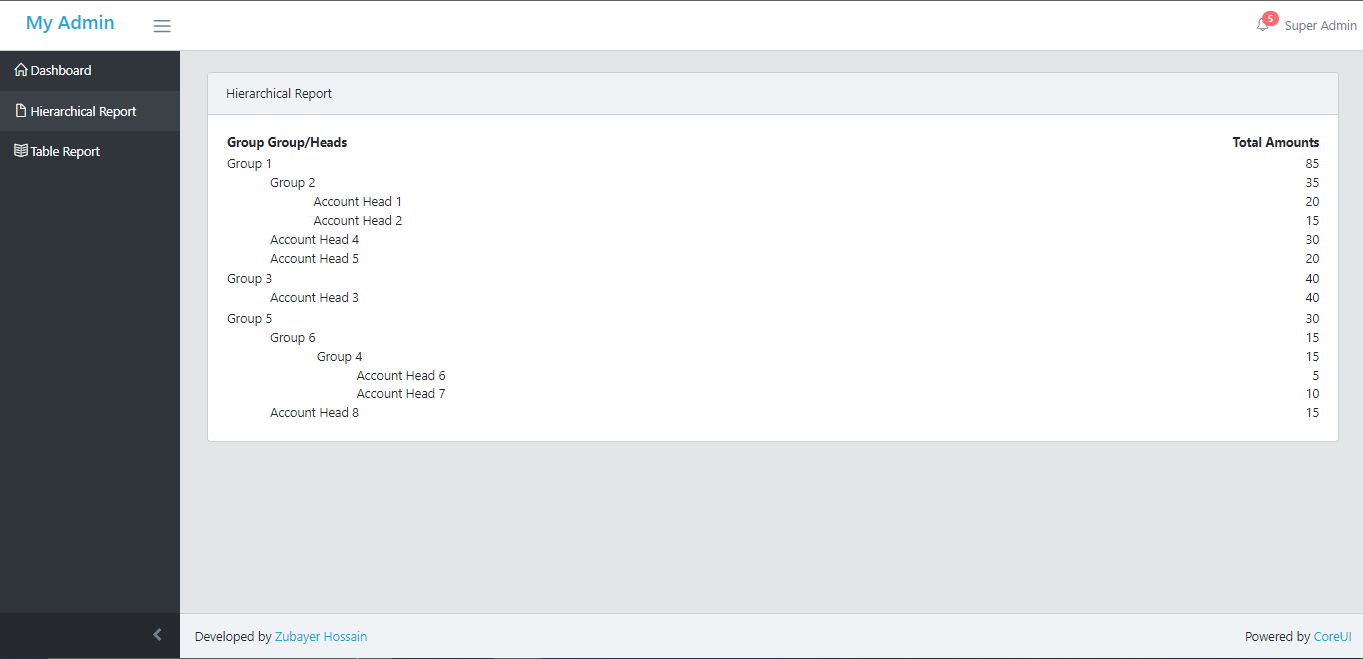 My Admin
5
Super Admin
Dashboard
Hierarchical Report
Table Report
Hierarchical Report
Group Group/Heads Total Amounts
Group 1 85
Group 2 35
Account Head 1 20
Account Head 2 15
Account Head 4 30
Account Head 5 20
Group 3 40
Account Head 3 40
Group 5 30
Group 6 15
Group 4 15
Account Head 6 5
Account Head 7 10
Account Head 8 15
Developed by Zubayer Hossain
Powered by CoreUI